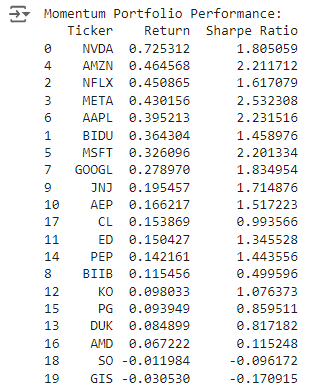 Momentum Portfolio Performance:
Ticker Return Sharpe Ratio
0 NVDA 0.725312 1.805059
4 AMZN 0.464568 2.211712
2 NFLX 0.450865 1.617079
3 META 0.430156 2.532308
6 AAPL 0.395213 2.231516
1 BIDU 0.364304 1.458976
5 MSFT 0.326096 2.201334
7 GOOGL 0.278970 1.834954
9 JNJ 0.195457 1.714876
10 AEP 0.166217 1.517223
17 CL 0.153869 0.993566
11 ED 0.150427 1.345528
14 PEP 0.142161 1.443556
8 BIIB 0.115456 0.499596
12 KO 0.098033 1.076373
15 PG 0.093949 0.859511
13 DUK 0.084899 0.817182
16 AMD 0.067222 0.115248
18 SO -0.011984 -0.096172
19 GIS -0.030530 -0.170915